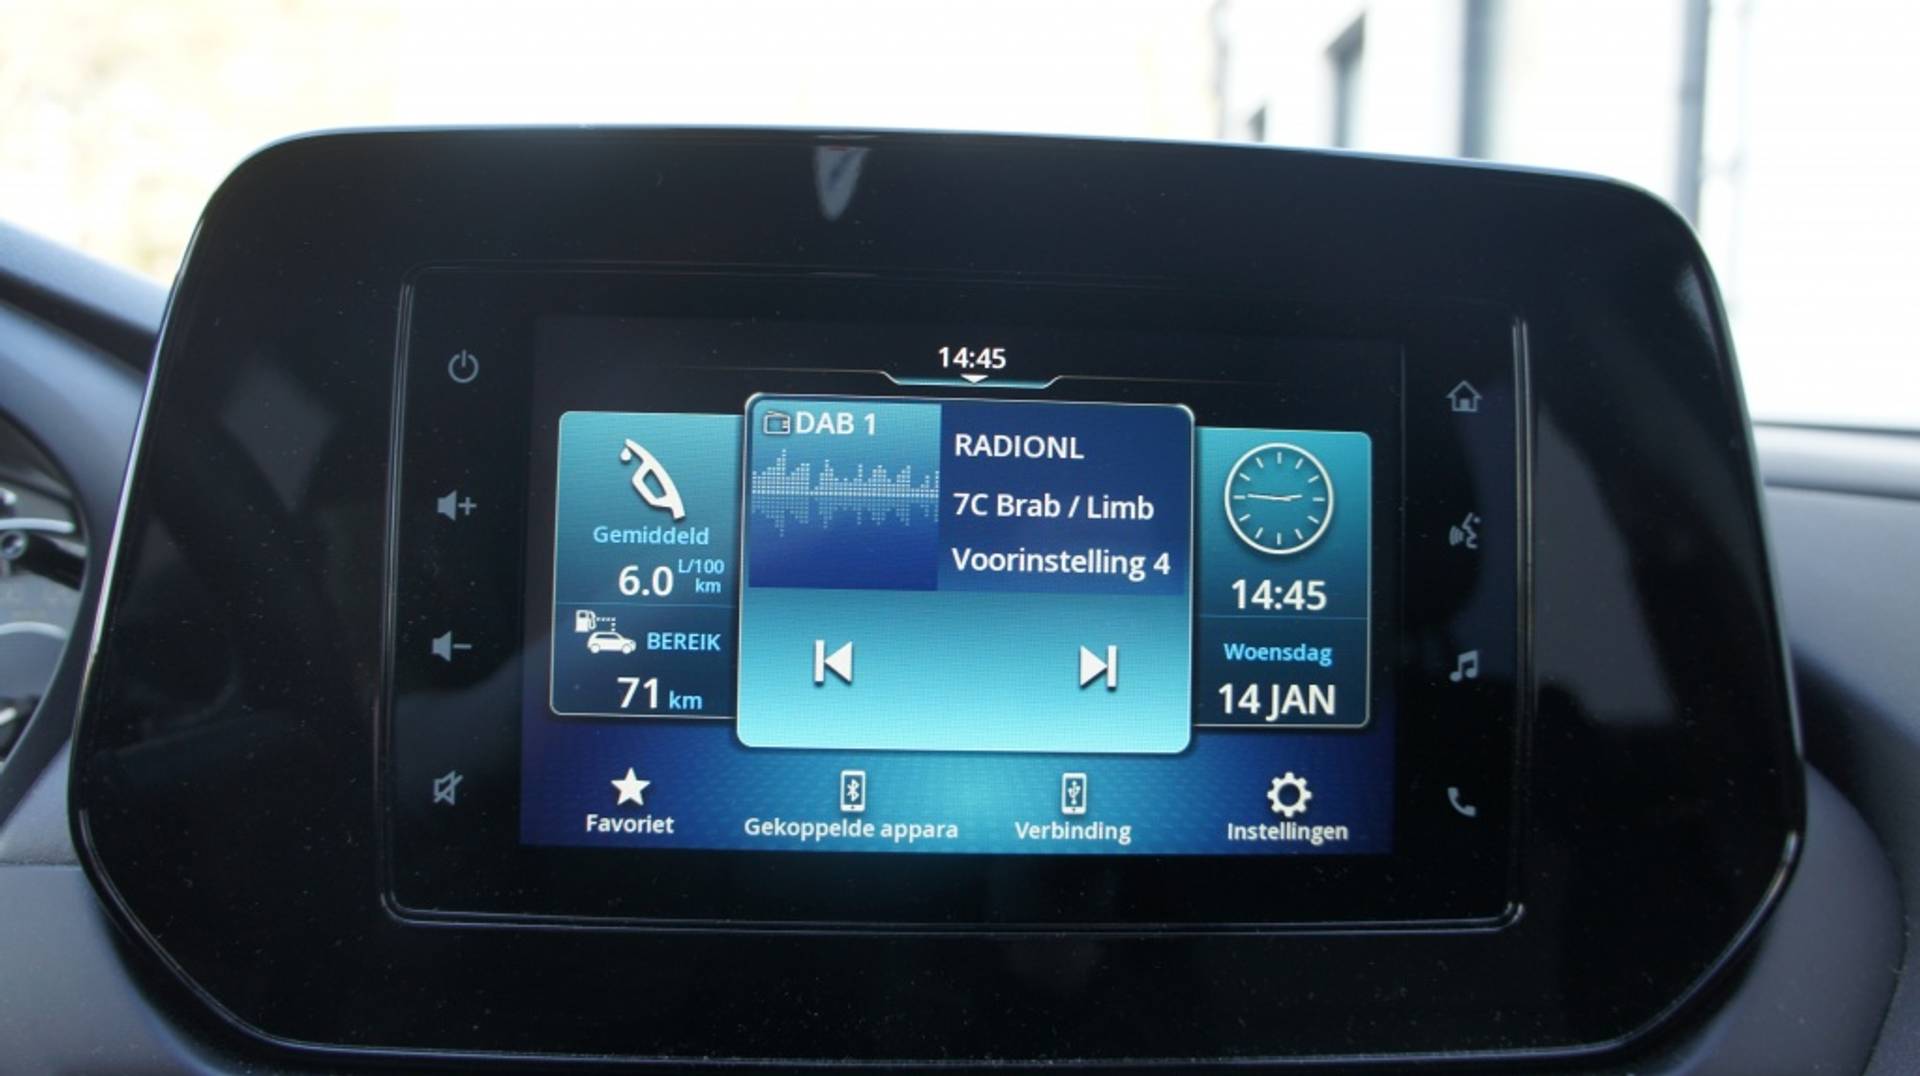 14:45
DAB 1
RADIONL
7C Brab / Limb
Voorinstelling 4
Gemiddeld
6.0 L/100 km
BEREIK
71 km
14:45
Woensdag
14 JAN
Favoriet
Gekoppelde appara
Verbinding
Instellingen